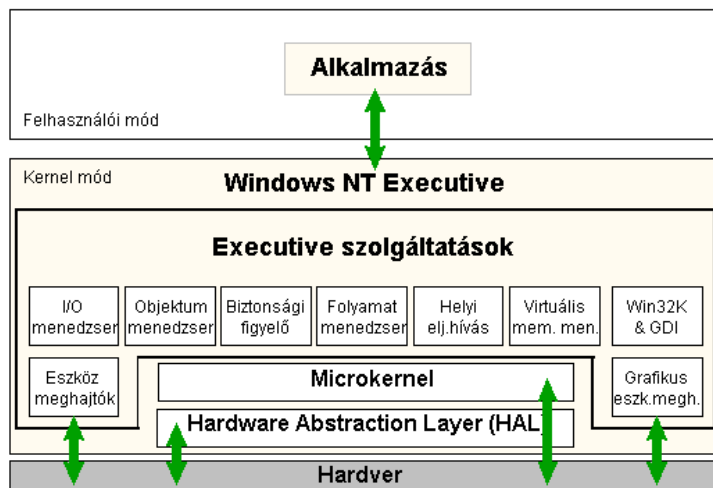 Alkalmazás
Felhasználói mód
Kernel mód
Windows NT Executive
Executive szolgáltatások
I/O
menedzser
Objektum
menedzser
Biztonsági
figyelő
Folyamat
menedzser
Helyi
elj.hívás
Virtuális
mem. men.
Win32K
& GDI
Eszköz
meghajtók
Microkernel
Hardware Abstraction Layer (HAL)
Grafikus
eszk.megh.
Hardver